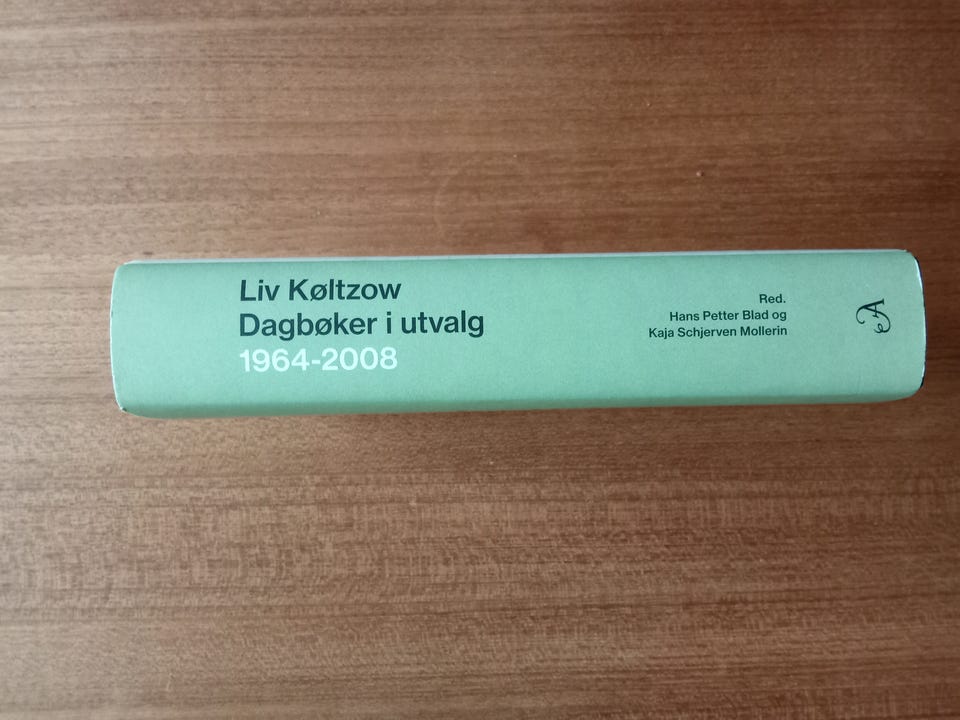 Liv Køltzow
Dagbøker i utvalg
1964-2008
Red.
Hans Petter Blad og
Kaja Schjerven Mollerin
A